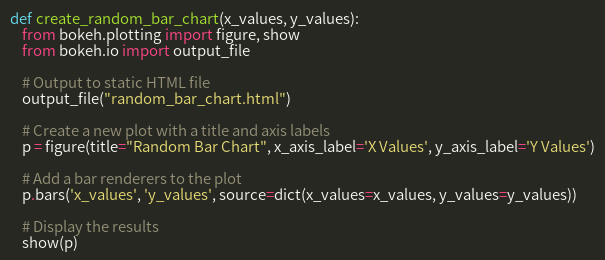 def create_random_bar_chart(x_values, y_values):
from bokeh.plotting import figure, show
from bokeh.io import output_file
# Output to static HTML file
output_file("random_bar_chart.html")
# Create a new plot with a title and axis labels
p = figure(title="Random Bar Chart", x_axis_label='X Values', y_axis_label='Y Values')
# Add a bar renderers to the plot
p.bars('x_values', 'y_values', source=dict(x_values=x_values, y_values=y_values))
# Display the results
show(p)